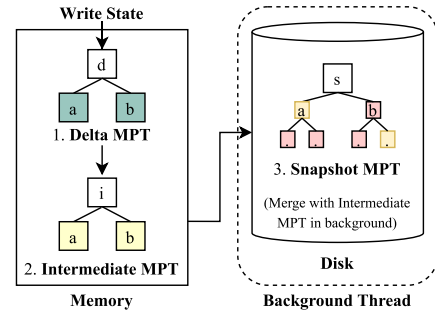 Write State
d
a b
1. Delta MPT
i
a b
2. Intermediate MPT
Memory
s
a b
. . . .
3. Snapshot MPT
(Merge with Intermediate
MPT in background)
Disk
Background Thread